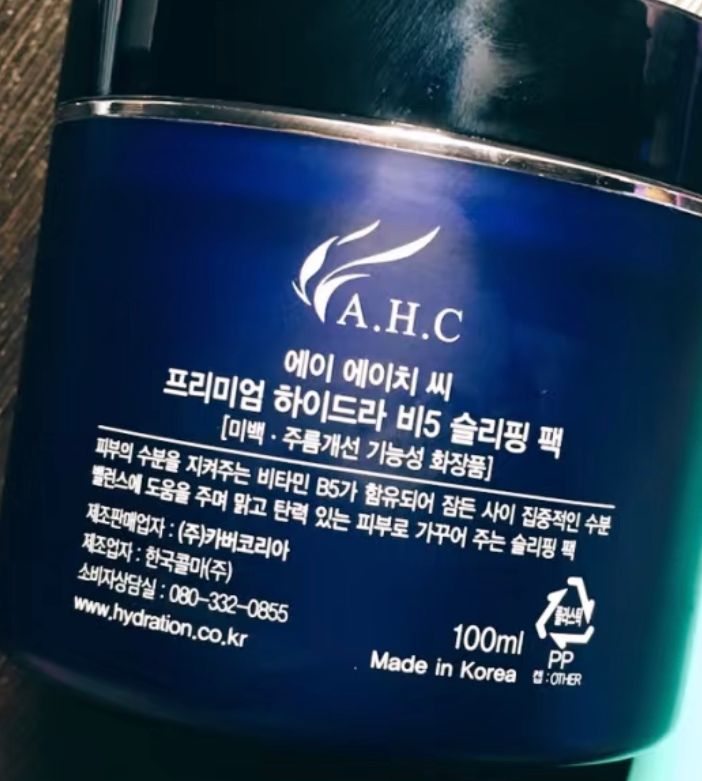 A.H.C
에이 에이치 씨
프리미엄 하이드라 비5 슬리핑 팩
[미백 · 주름개선 기능성 화장품]
피부의 수분을 지켜주는 비타민 B5가 함유되어 잠든 사이 집중적인 수분
밸런스에 도움을 주며 맑고 탄력 있는 피부로 가꾸어 주는 슬리핑 팩
제조판매업자 : (주)카버코리아
제조업자 : 한국콜마(주)
소비자상담실 : 080-332-0855
www.hydration.co.kr
100ml
Made in Korea
플라스틱
PP
캡 : OTHER